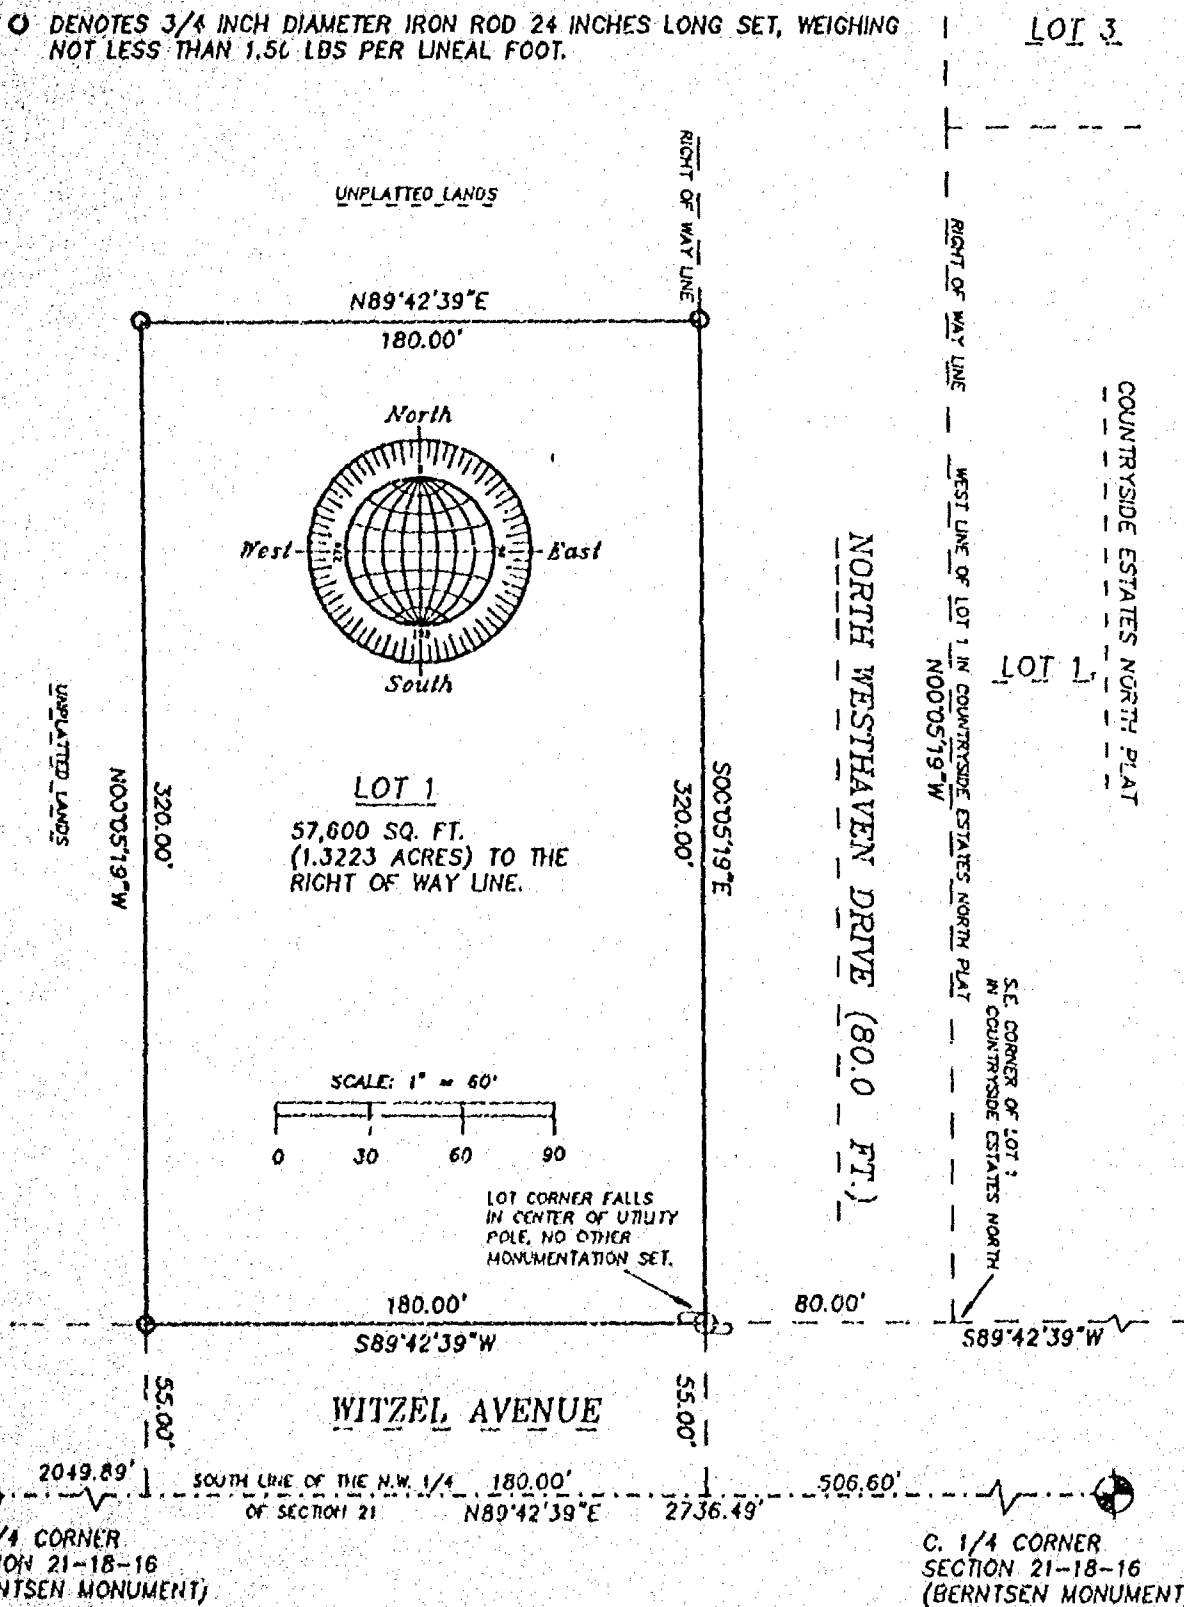 DENOTES 3/4 INCH DIAMETER IRON ROD 24 INCHES LONG SET, WEIGHING
NOT LESS THAN 1.50 LBS PER LINEAL FOOT.
LOT 3
RIGHT OF WAY LINE
UNPLATTED LANDS
RIGHT OF WAY LINE
N89°42'39"E
180.00'
North
West
East
South
COUNTRYSIDE ESTATES NORTH PLAT
WEST LINE OF LOT 1 IN COUNTRYSIDE ESTATES NORTH PLAT
N00°05'19"W
LOT 1
NORTH WESTHAVEN DRIVE (80.0 FT.)
UNPLATTED LANDS
N00°05'19"W
320.00'
LOT 1
57,600 SQ. FT.
(1.3223 ACRES) TO THE
RIGHT OF WAY LINE.
320.00'
S00°05'19"E
S.E. CORNER OF LOT 1
IN COUNTRYSIDE ESTATES NORTH
SCALE: 1" = 60'
0 30 60 90
LOT CORNER FALLS
IN CENTER OF UTILITY
POLE, NO OTHER
MONUMENTATION SET.
180.00'
S89°42'39"W
80.00'
S89°42'39"W
55.00'
WITZEL AVENUE
55.00'
2049.89'
SOUTH LINE OF THE N.W. 1/4
OF SECTION 21
180.00'
N89°42'39"E
2736.49'
506.60'
/4 CORNER
ON 21-18-16
NTSEN MONUMENT)
C. 1/4 CORNER
SECTION 21-18-16
(BERNTSEN MONUMENT